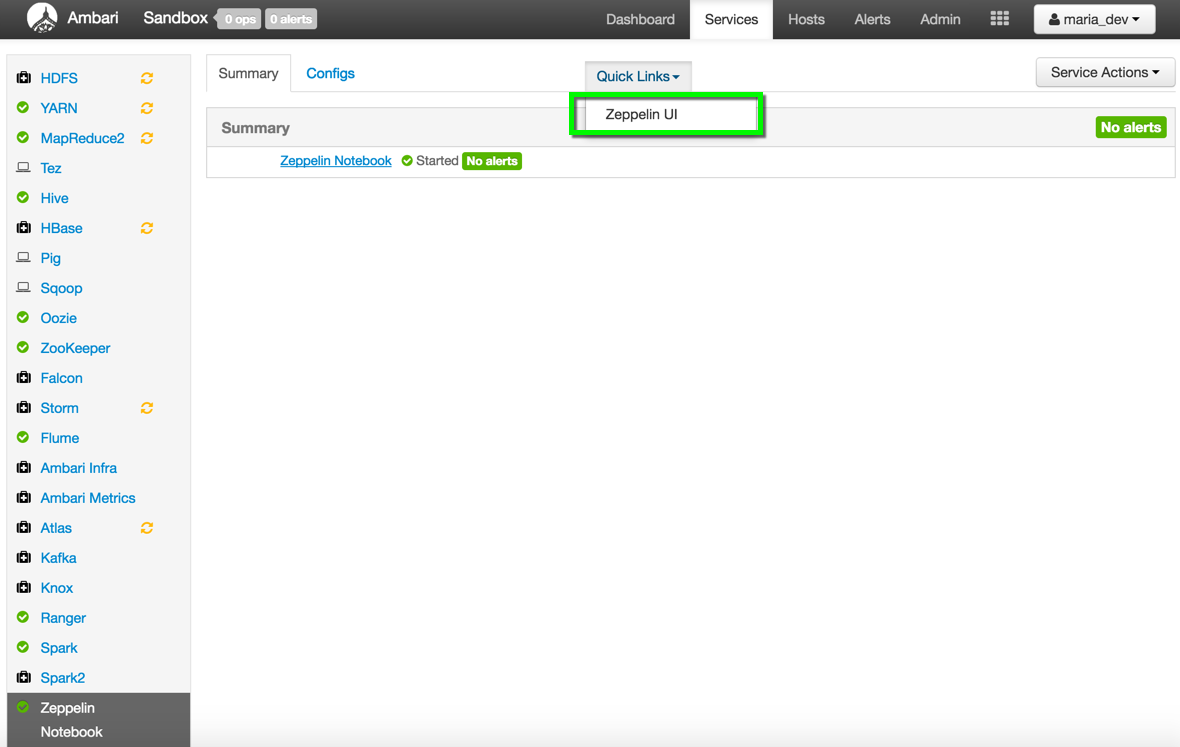 Ambari Sandbox 0 ops 0 alerts Dashboard Services Hosts Alerts Admin maria_dev
Summary Configs Quick Links Service Actions
Zeppelin UI
Summary No alerts
Zeppelin Notebook Started No alerts
HDFS
YARN
MapReduce2
Tez
Hive
HBase
Pig
Sqoop
Oozie
ZooKeeper
Falcon
Storm
Flume
Ambari Infra
Ambari Metrics
Atlas
Kafka
Knox
Ranger
Spark
Spark2
Zeppelin
Notebook